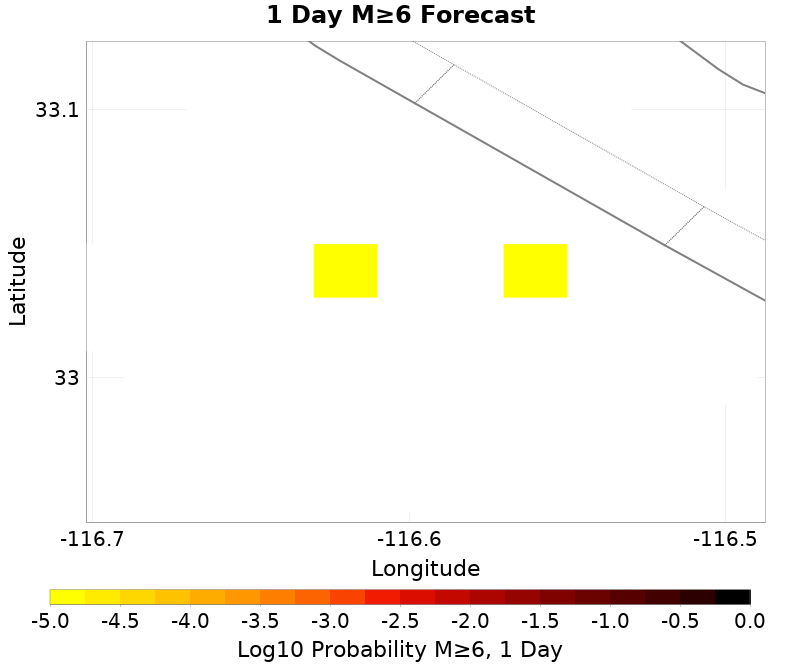 1 Day M≥6 Forecast
33.1
33
Latitude
-116.7 -116.6 -116.5
Longitude
-5.0 -4.5 -4.0 -3.5 -3.0 -2.5 -2.0 -1.5 -1.0 -0.5 0.0
Log10 Probability M≥6, 1 Day